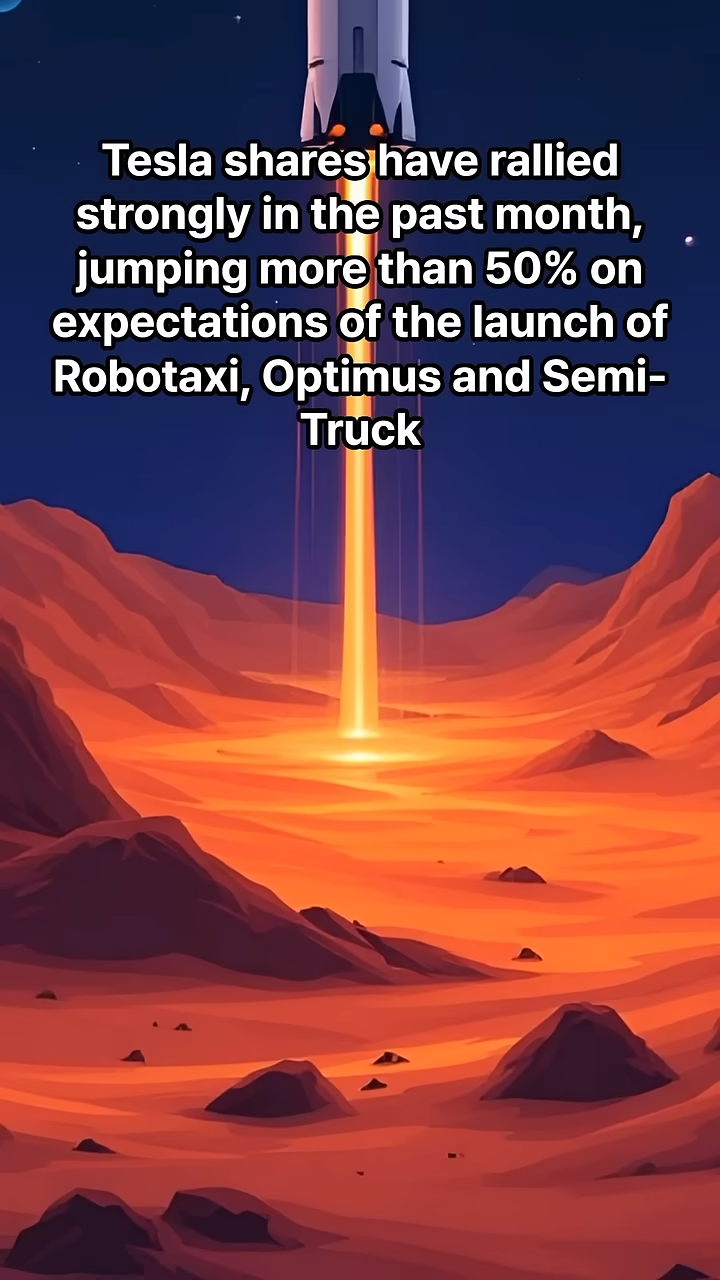 Tesla shares have rallied
strongly in the past month,
jumping more than 50% on
expectations of the launch of
Robotaxi, Optimus and Semi-
Truck